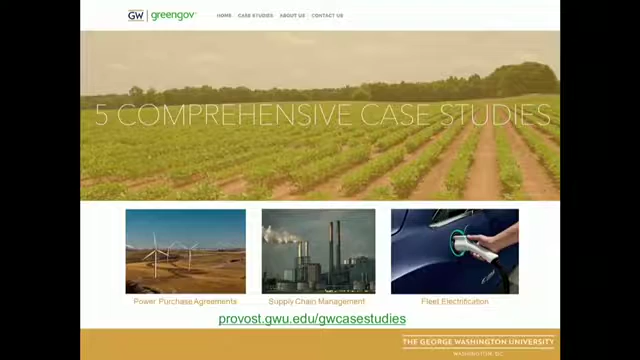 GW | greengov
HOME CASE STUDIES ABOUT US CONTACT US
5 COMPREHENSIVE CASE STUDIES
Power Purchase Agreements
Supply Chain Management
Fleet Electrification
provost.gwu.edu/gwcasestudies
THE GEORGE WASHINGTON UNIVERSITY
WASHINGTON, DC